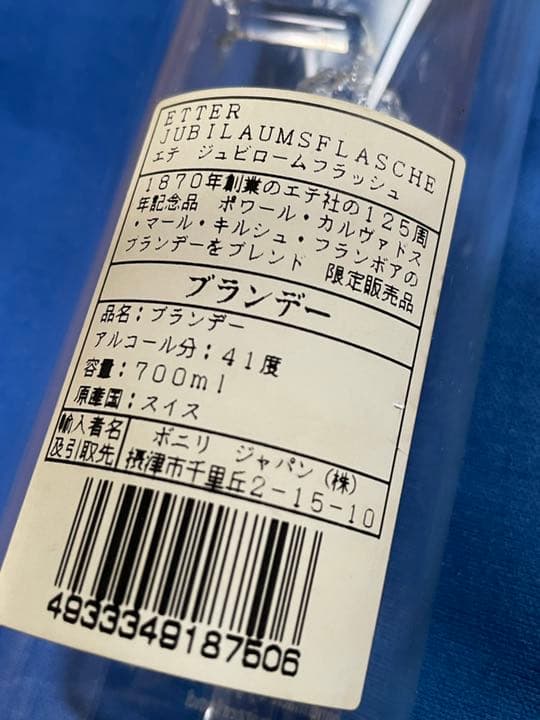 ETTER
JUBILAUMSFLASCHE
エテ ジュビロームフラッシュ
1870年創業のエテ社の125周
年記念品 ポワール・カルヴァドス
・マール・キルシュ・フランボアの
ブランデーをブレンド 限定販売品
ブランデー
品名:ブランデー
アルコール分:41度
容量:700ml
原産国:スイス
輸入者名
及引取先
ボニリ ジャパン(株)
摂津市千里丘2-15-10
4933349187506